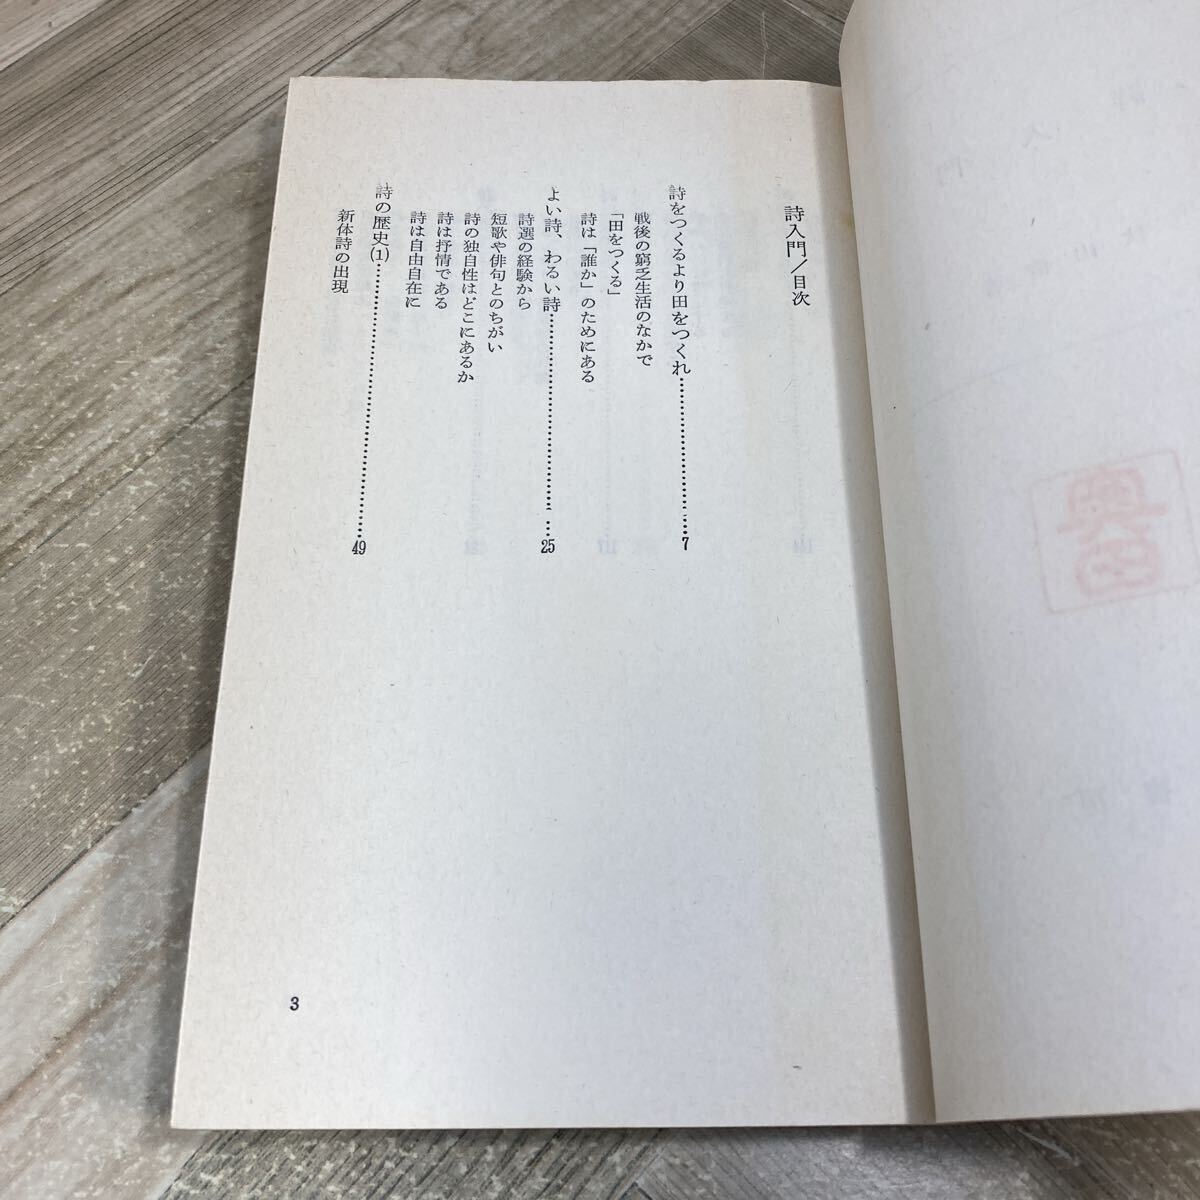 詩入門／目次
詩をつくるより田をつくれ……………………7
戦後の窮乏生活のなかで
「田をつくる」
詩は「誰か」のためにある
よい詩、わるい詩……………………25
詩選の経験から
短歌や俳句とのちがい
詩の独自性はどこにあるか
詩は抒情である
詩は自由自在に
詩の歴史(1)……………………49
新体詩の出現
3